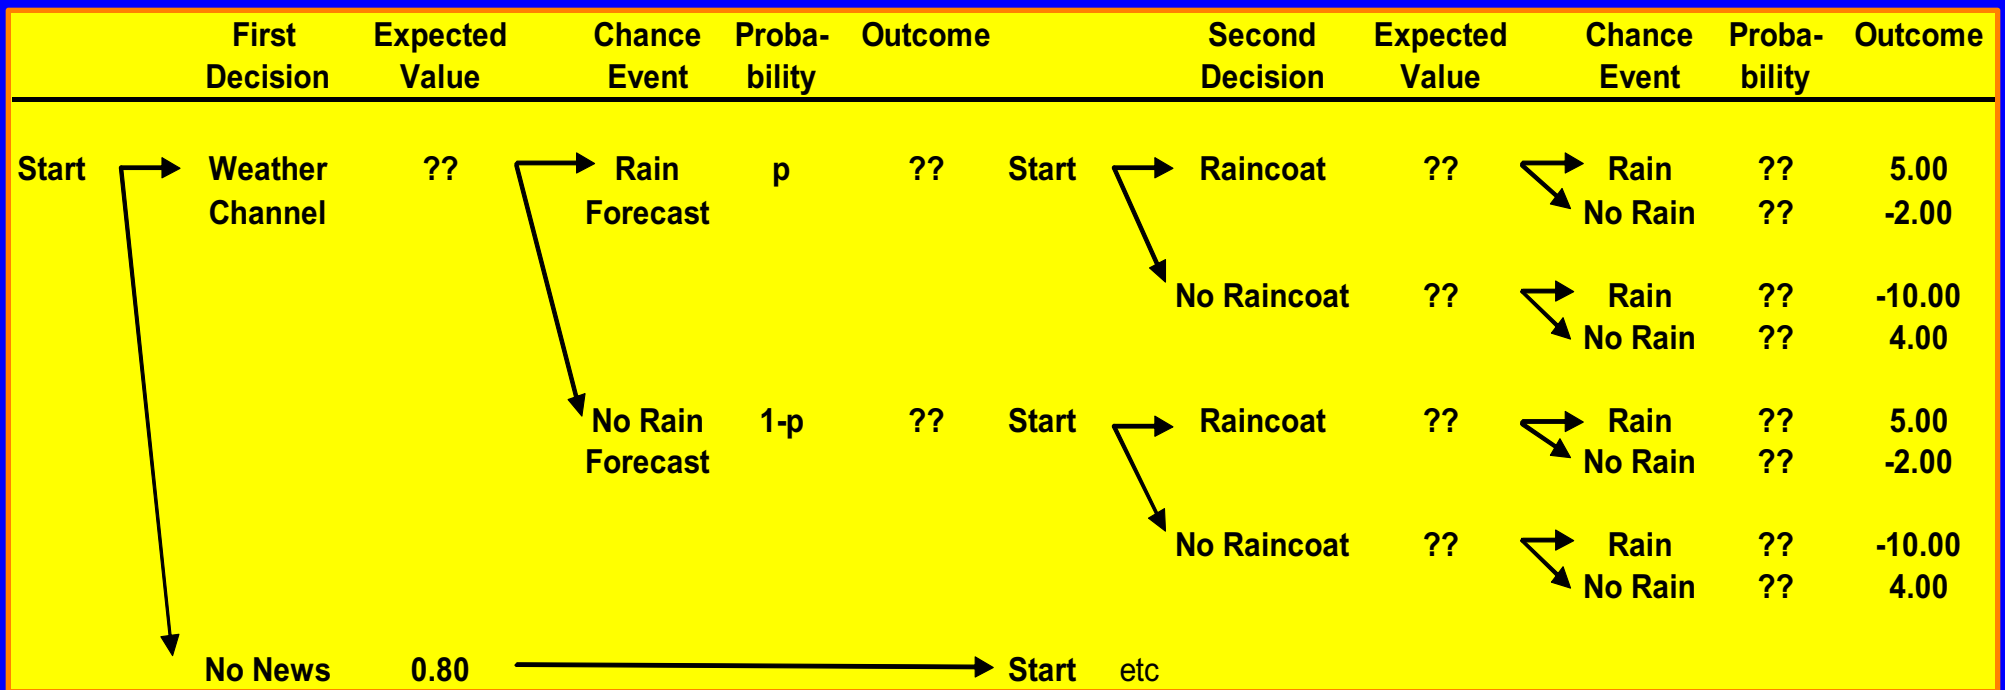 First Expected Chance Proba- Outcome Second Expected Chance Proba- Outcome
Decision Value Event bility Decision Value Event bility
Start Weather ?? Rain p ?? Start Raincoat ?? Rain ?? 5.00
Channel Forecast No Rain ?? -2.00
No Raincoat ?? Rain ?? -10.00
No Rain ?? 4.00
No Rain 1-p ?? Start Raincoat ?? Rain ?? 5.00
Forecast No Rain ?? -2.00
No Raincoat ?? Rain ?? -10.00
No Rain ?? 4.00
No News 0.80 Start etc